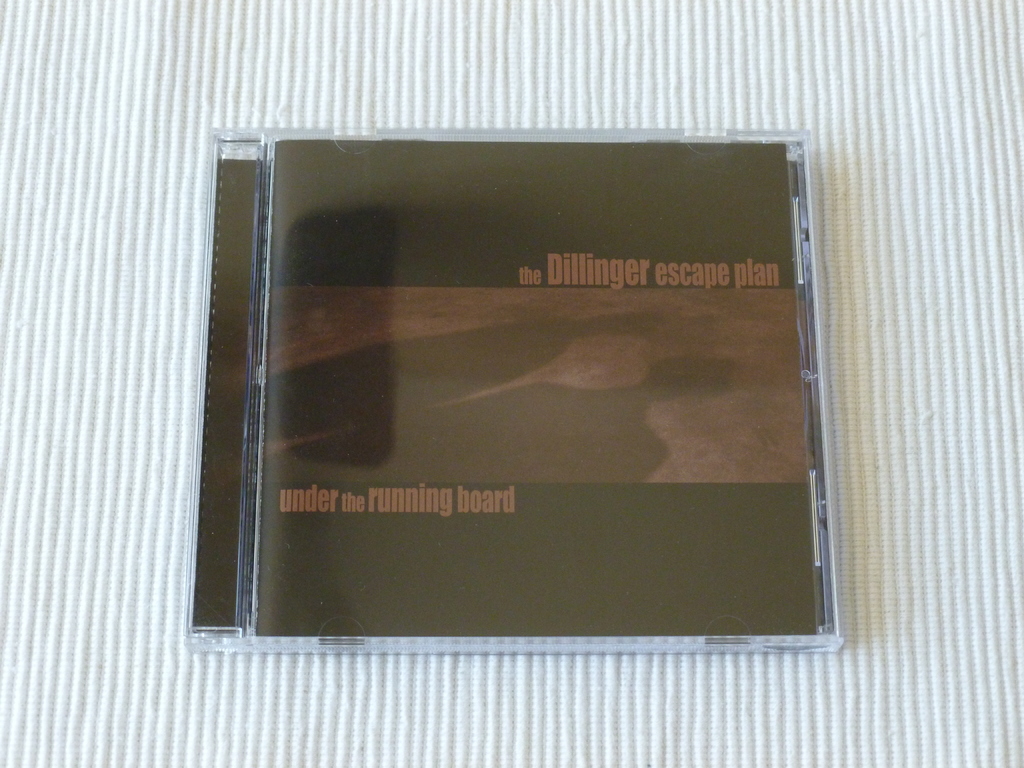 the Dillinger escape plan
under the running board